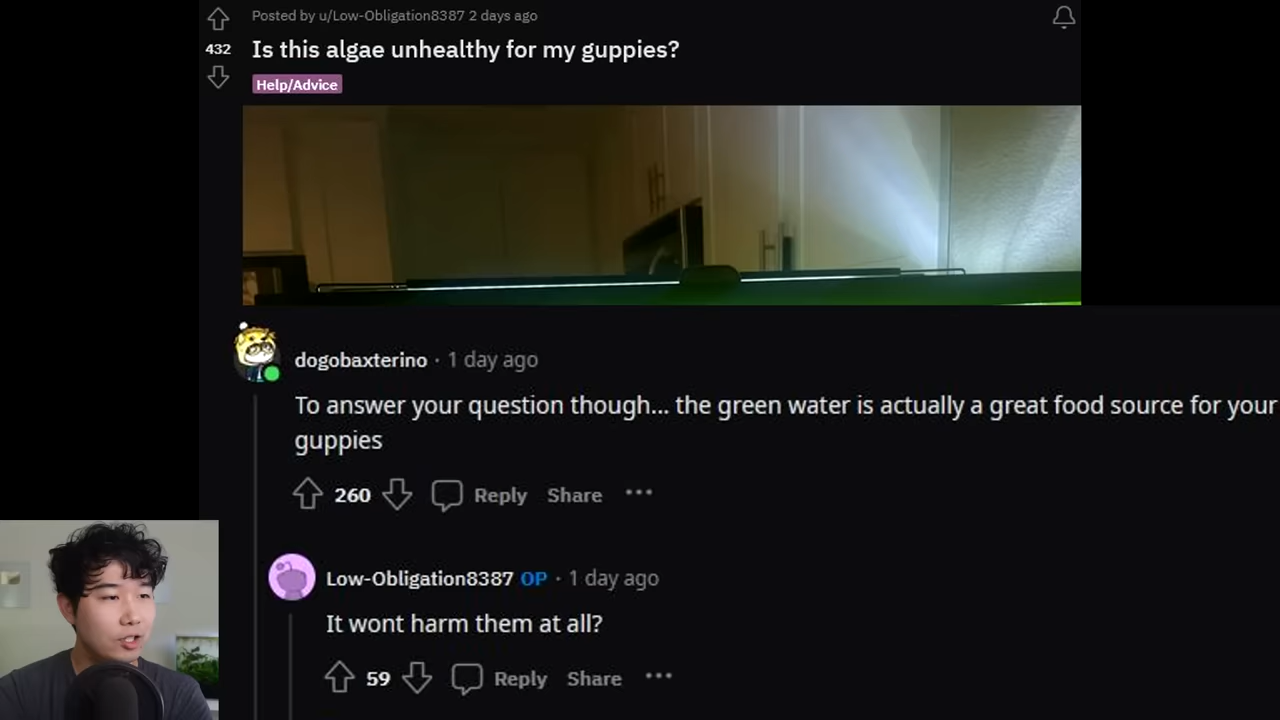 Posted by u/Low-Obligation8387 2 days ago
432
Is this algae unhealthy for my guppies?
Help/Advice
dogobaxterino · 1 day ago
To answer your question though... the green water is actually a great food source for your
guppies
260 Reply Share
Low-Obligation8387 OP · 1 day ago
It wont harm them at all?
59 Reply Share